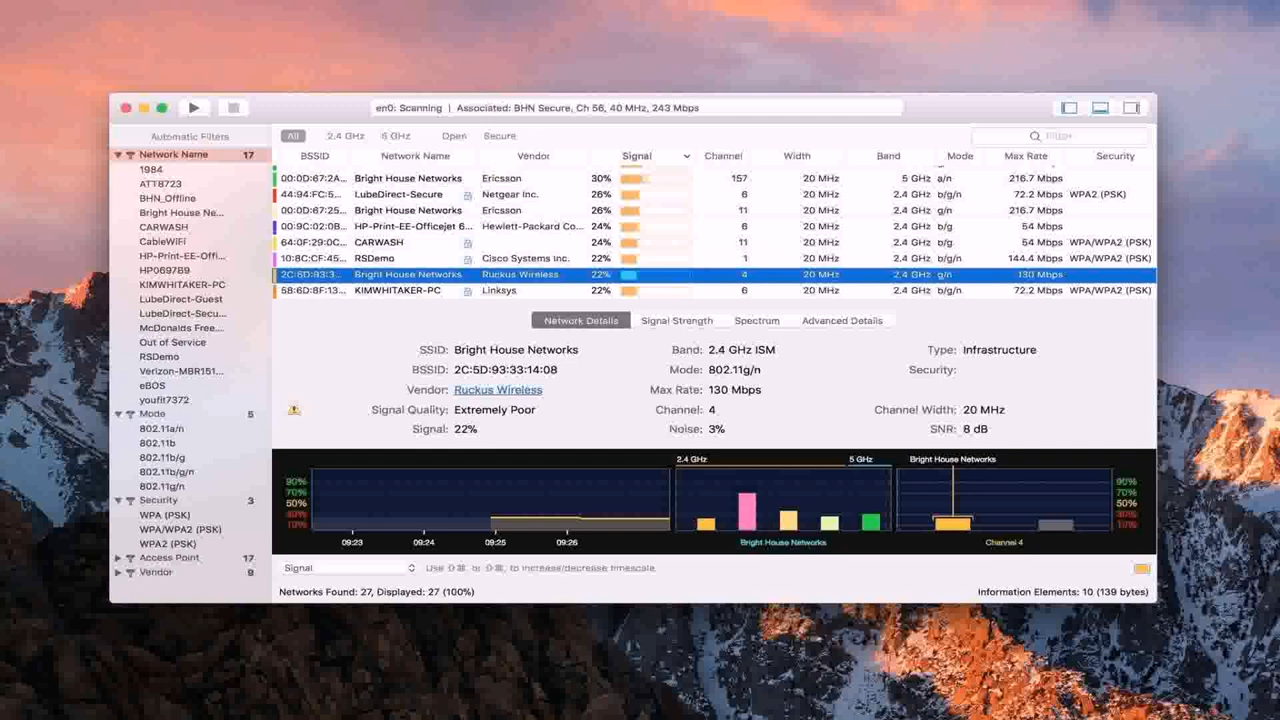 en0: Scanning | Associated: BHN Secure, Ch 56, 40 MHz, 243 Mbps
Automatic Filters
Network Name 17
1984
ATT8723
BHN_Offline
Bright House Ne...
CARWASH
CableWiFi
HP-Print-EE-Offi...
HP0697B9
KIMWHITAKER-PC
LubeDirect-Guest
LubeDirect-Secu...
McDonalds Free...
Out of Service
RSDemo
Verizon-MBR151...
eBOS
youfit7372
Mode 5
802.11a/n
802.11b
802.11b/g
802.11b/g/n
802.11g/n
Security 3
WPA (PSK)
WPA/WPA2 (PSK)
WPA2 (PSK)
Access Point 17
Vendor 9
All 2.4 GHz 5 GHz Open Secure Filter
BSSID Network Name Vendor Signal Channel Width Band Mode Max Rate Security
00:0D:67:2A... Bright House Networks Ericsson 30% 157 20 MHz 5 GHz a/n 216.7 Mbps
44:94:FC:5... LubeDirect-Secure Netgear Inc. 26% 6 20 MHz 2.4 GHz b/g/n 72.2 Mbps WPA2 (PSK)
00:0D:67:25... Bright House Networks Ericsson 26% 11 20 MHz 2.4 GHz b/g/n 216.7 Mbps
00:9C:02:0B... HP-Print-EE-Officejet 6... Hewlett-Packard Co... 24% 6 20 MHz 2.4 GHz b/g 54 Mbps
64:0F:29:0C... CARWASH 24% 11 20 MHz 2.4 GHz b/g 54 Mbps WPA/WPA2 (PSK)
10:8C:CF:45... RSDemo Cisco Systems Inc. 24% 1 20 MHz 2.4 GHz b/g/n 144.4 Mbps WPA/WPA2 (PSK)
2C:5D:93:3... Bright House Networks Ruckus Wireless 22% 4 20 MHz 2.4 GHz g/n 130 Mbps
58:6D:8F:13... KIMWHITAKER-PC Linksys 22% 6 20 MHz 2.4 GHz b/g/n 72.2 Mbps WPA/WPA2 (PSK)
Network Details Signal Strength Spectrum Advanced Details
SSID: Bright House Networks Band: 2.4 GHz ISM Type: Infrastructure
BSSID: 2C:5D:93:33:14:08 Mode: 802.11g/n Security:
Vendor: Ruckus Wireless Max Rate: 130 Mbps
Signal Quality: Extremely Poor Channel: 4 Channel Width: 20 MHz
Signal: 22% Noise: 3% SNR: 8 dB
2.4 GHz 5 GHz Bright House Networks
90% 90%
70% 70%
50% 50%
30% 30%
10% 10%
09:23 09:24 09:25 09:26 Bright House Networks Channel 4
Signal Use or to increase/decrease timescale.
Networks Found: 27, Displayed: 27 (100%) Information Elements: 10 (139 bytes)